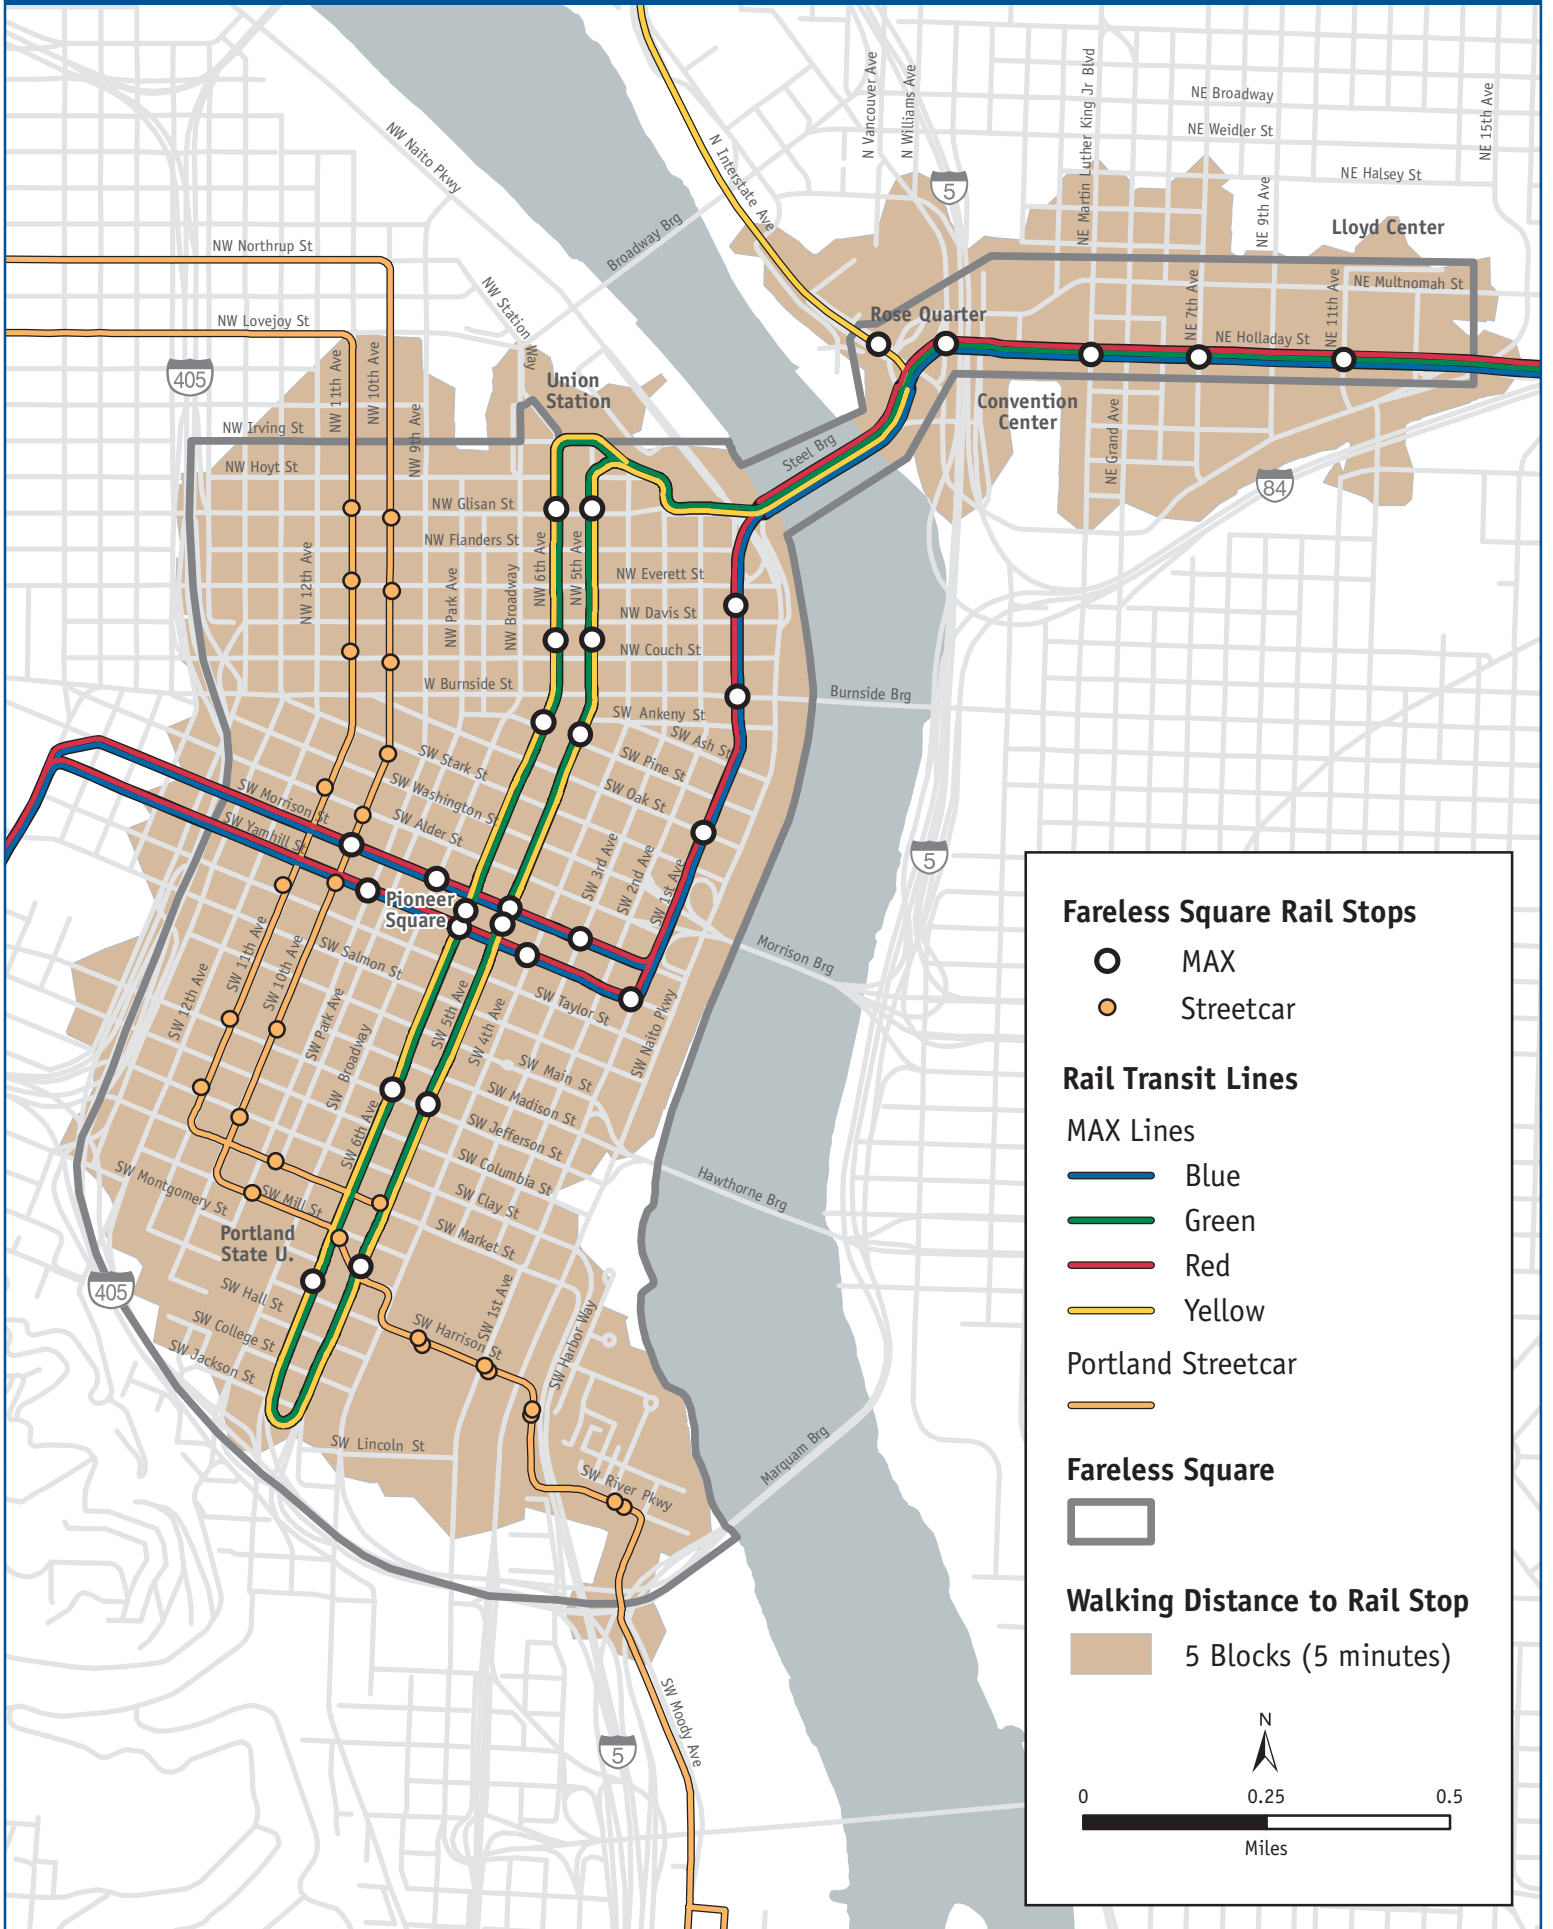 N Vancouver Ave
N Williams Ave
NE Martin Luther King Jr Blvd
NE Broadway
NE Weidler St
NE 15th Ave
NE Halsey St
NE 9th Ave
Lloyd Center
NW Naito Pkwy
N Interstate Ave
5
Broadway Brg
NW Northrup St
NW Station Way
NE Multnomah St
NE 7th Ave
NE 11th Ave
Rose Quarter
NE Holladay St
NW Lovejoy St
NW 11th Ave
NW 10th Ave
405
Union
Station
Convention
Center
NE Grand Ave
NW 9th Ave
NW Irving St
NW Hoyt St
Steel Brg
84
NW Glisan St
NW Flanders St
NW 12th Ave
NW Park Ave
NW Broadway
NW 6th Ave
NW 5th Ave
NW Everett St
NW Davis St
NW Couch St
W Burnside St
Burnside Brg
SW Ankeny St
SW Ash St
SW Pine St
SW Oak St
SW Stark St
SW Washington St
SW Alder St
SW Morrison St
SW Yamhill St
SW 3rd Ave
SW 2nd Ave
SW 1st Ave
5
Pioneer
Square
Morrison Brg
SW Salmon St
SW 12th Ave
SW 11th Ave
SW 10th Ave
SW Park Ave
SW Broadway
SW 6th Ave
SW 5th Ave
SW 4th Ave
SW Taylor St
SW Naito Pkwy
SW Main St
SW Madison St
SW Jefferson St
SW Columbia St
SW Clay St
SW Market St
Hawthorne Brg
SW Montgomery St
SW Mill St
Portland
State U.
405
SW Hall St
SW College St
SW Jackson St
SW Harrison St
SW 1st Ave
SW Harbor Way
SW Lincoln St
SW River Pkwy
Marquam Brg
SW Moody Ave
5
Fareless Square Rail Stops
MAX
Streetcar
Rail Transit Lines
MAX Lines
Blue
Green
Red
Yellow
Portland Streetcar
Fareless Square
Walking Distance to Rail Stop
5 Blocks (5 minutes)
N
0 0.25 0.5
Miles